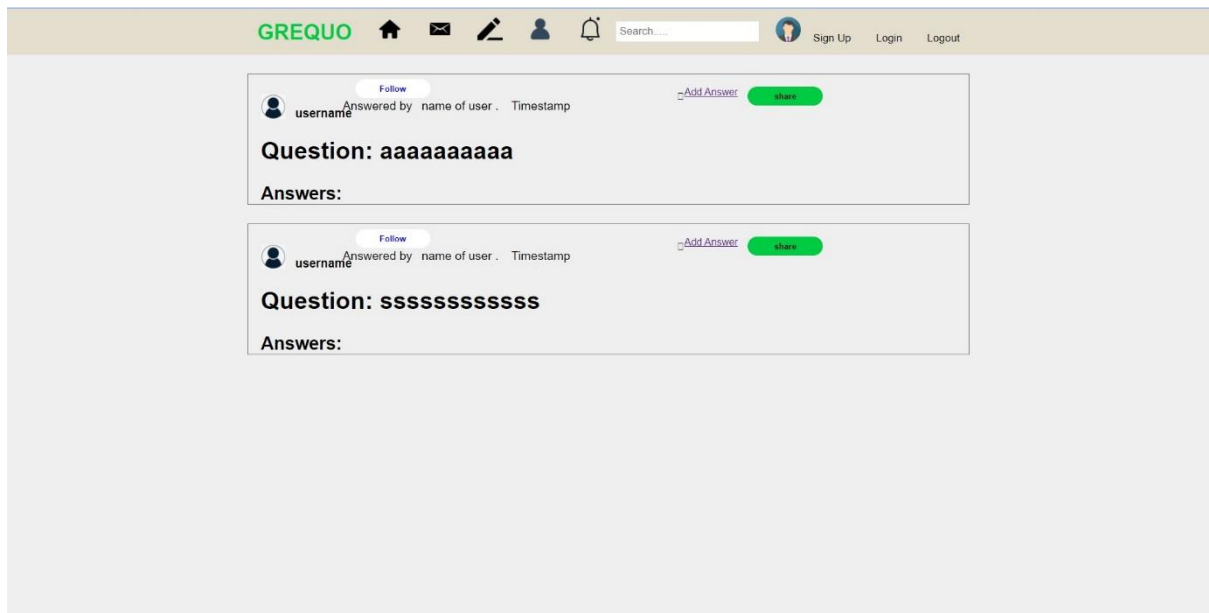 GREQUO Search..... Sign Up Login Logout
Follow
username Answered by name of user . Timestamp
Add Answer share
Question: aaaaaaaaaa
Answers:
Follow
username Answered by name of user . Timestamp
Add Answer share
Question: ssssssssssss
Answers: